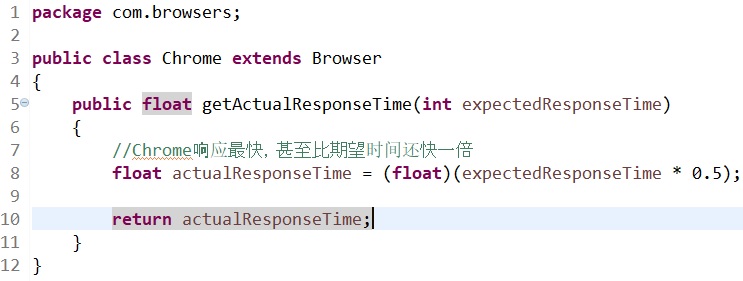 1 package com.browsers;
2
3 public class Chrome extends Browser
4 {
5     public float getActualResponseTime(int expectedResponseTime)
6     {
7         //Chrome响应最快，甚至比期望时间还快一倍
8         float actualResponseTime = (float)(expectedResponseTime * 0.5);
9
10         return actualResponseTime;
11     }
12 }